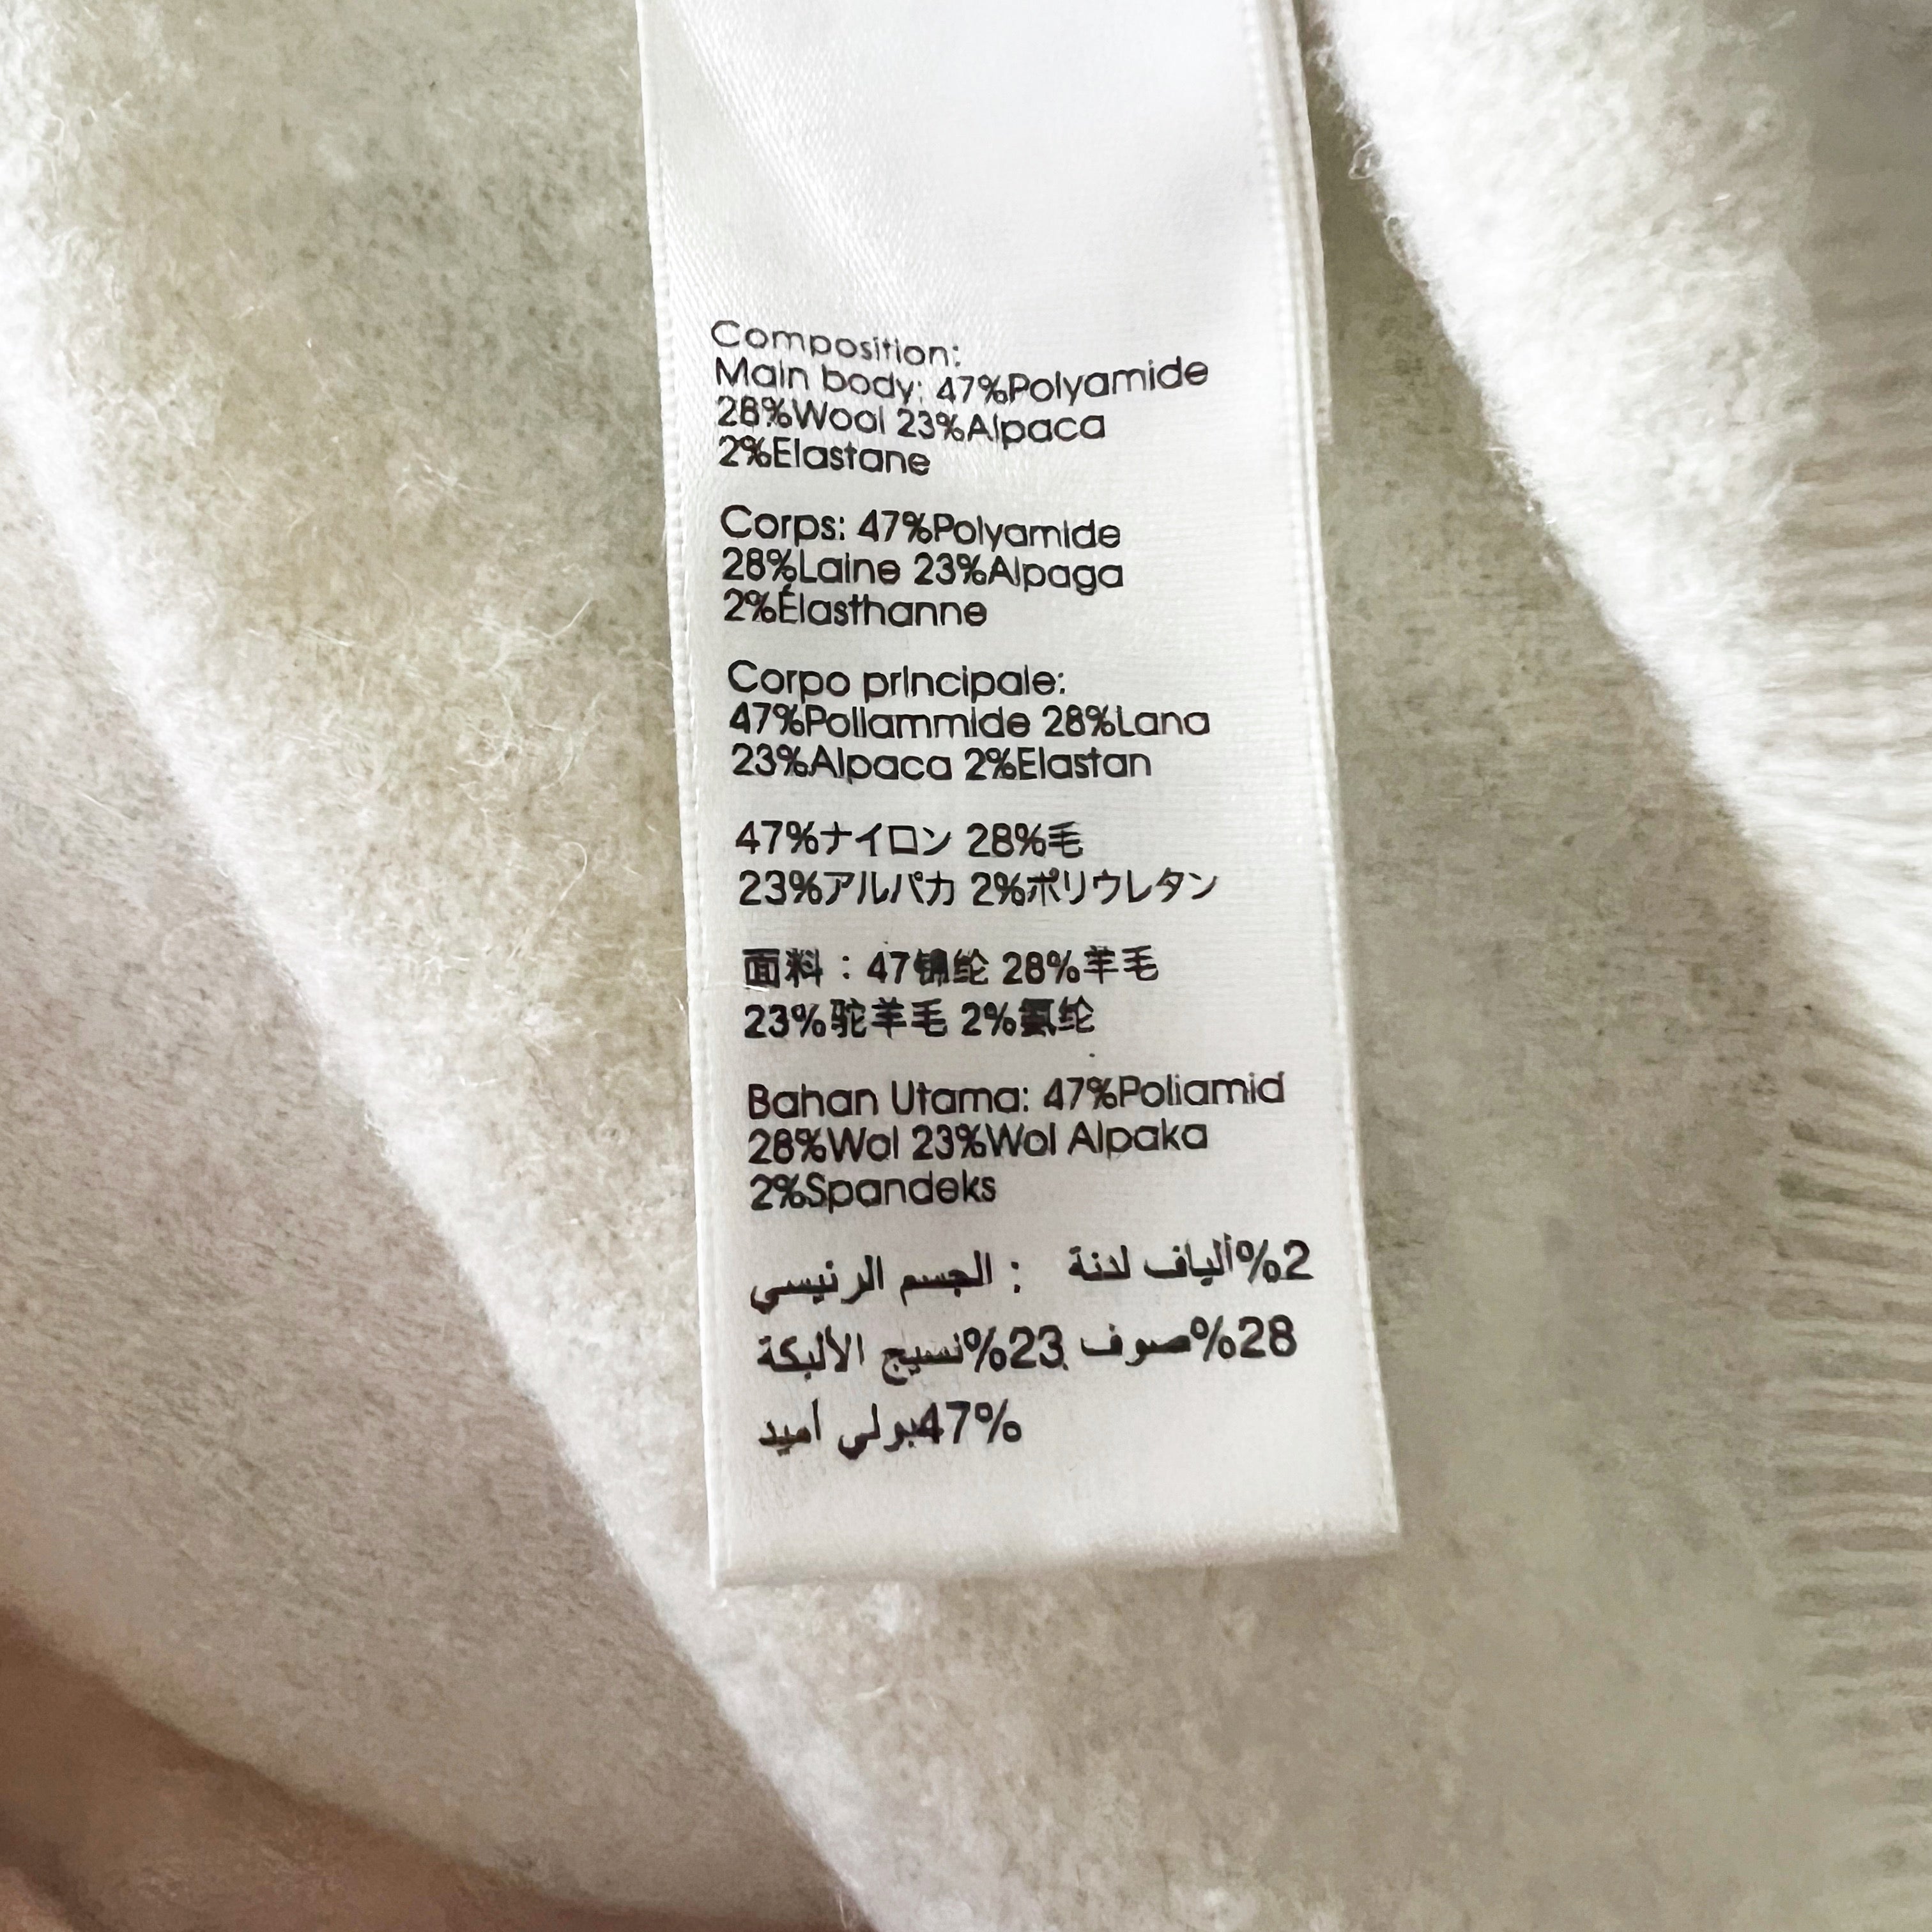 Composition:
Main body: 47%Polyamide
28%Wool 23%Alpaca
2%Elastane
Corps: 47%Polyamide
28%Laine 23%Alpaga
2%Élasthanne
Corpo principale:
47%Poliammide 28%Lana
23%Alpaca 2%Elastan
47%ナイロン 28%毛
23%アルパカ 2%ポリウレタン
面料：47锦纶 28%羊毛
23%驼羊毛 2%氨纶
Bahan Utama: 47%Poliamid
28%Wol 23%Wol Alpaka
2%Spandeks
2%ألياف لدنة : الجسم الرئيسي
28%صوف 23%نسيج الألبكة
47%بولي أميد